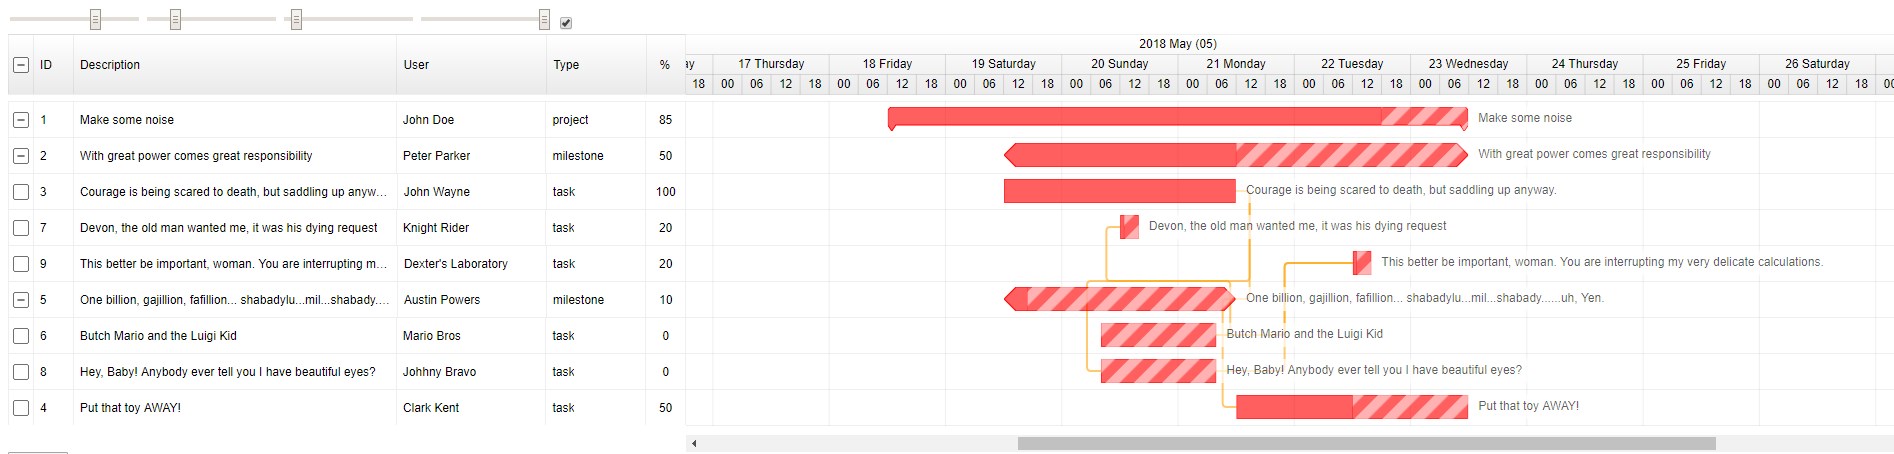 2018 May (05)
ID Description User Type %
ay 17 Thursday 18 Friday 19 Saturday 20 Sunday 21 Monday 22 Tuesday 23 Wednesday 24 Thursday 25 Friday 26 Saturday
18 00 06 12 18 00 06 12 18 00 06 12 18 00 06 12 18 00 06 12 18 00 06 12 18 00 06 12 18 00 06 12 18 00 06 12 18 00 06 12 18 00
1 Make some noise John Doe project 85 Make some noise
2 With great power comes great responsibility Peter Parker milestone 50 With great power comes great responsibility
3 Courage is being scared to death, but saddling up anyw... John Wayne task 100 Courage is being scared to death, but saddling up anyway.
7 Devon, the old man wanted me, it was his dying request Knight Rider task 20 Devon, the old man wanted me, it was his dying request
9 This better be important, woman. You are interrupting m... Dexter's Laboratory task 20 This better be important, woman. You are interrupting my very delicate calculations.
5 One billion, gajillion, fafillion... shabadylu...mil...shabady.... Austin Powers milestone 10 One billion, gajillion, fafillion... shabadylu...mil...shabady......uh, Yen.
6 Butch Mario and the Luigi Kid Mario Bros task 0 Butch Mario and the Luigi Kid
8 Hey, Baby! Anybody ever tell you I have beautiful eyes? Johhny Bravo task 0 Hey, Baby! Anybody ever tell you I have beautiful eyes?
4 Put that toy AWAY! Clark Kent task 50 Put that toy AWAY!